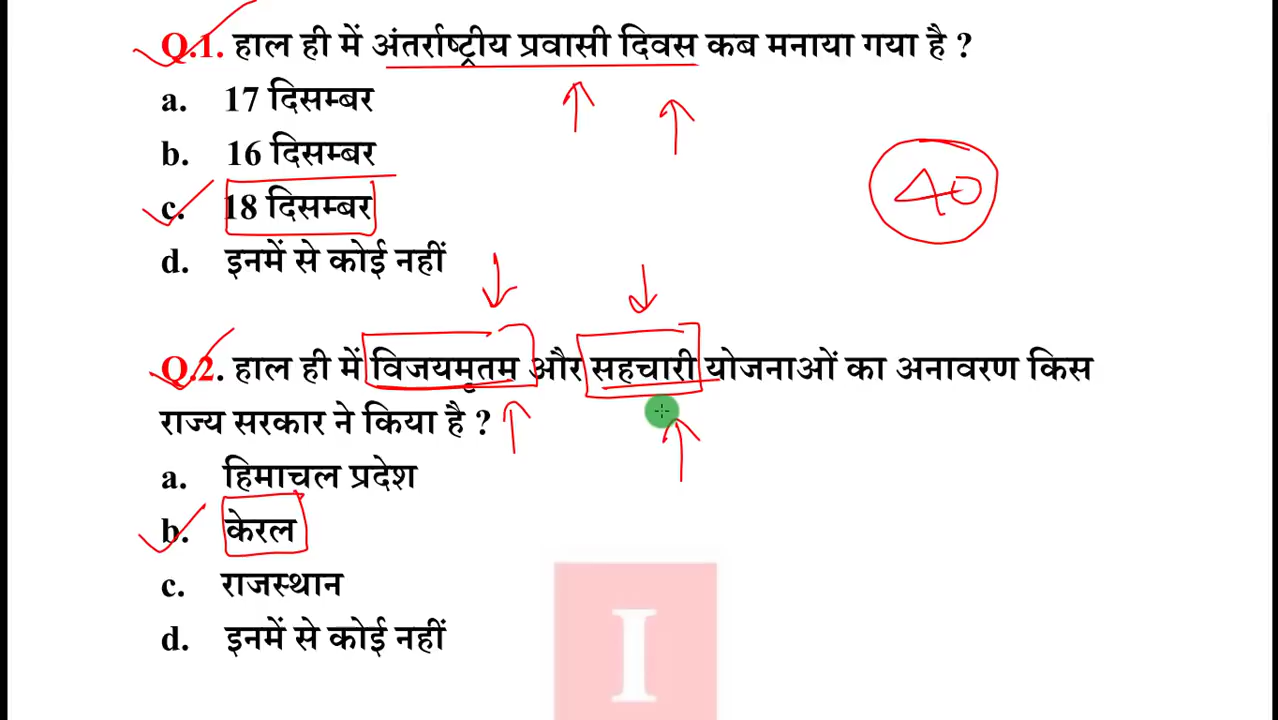 Q.1. हाल ही में अंतर्राष्ट्रीय प्रवासी दिवस कब मनाया गया है ?
a. 17 दिसम्बर
b. 16 दिसम्बर
40
c. 18 दिसम्बर
d. इनमें से कोई नहीं
Q.2. हाल ही में विजयमृतम और सहचारी योजनाओं का अनावरण किस
राज्य सरकार ने किया है ?
a. हिमाचल प्रदेश
b. केरल
c. राजस्थान
d. इनमें से कोई नहीं
I